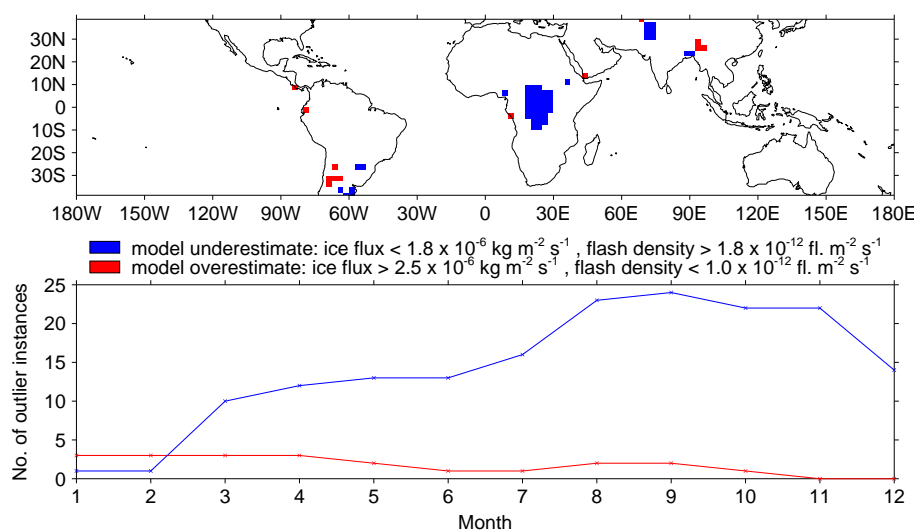 30N
20N
10N
0
10S
20S
30S
180W 150W 120W 90W 60W 30W 0 30E 60E 90E 120E 150E 180E
model underestimate: ice flux < 1.8 x 10⁻⁶ kg m⁻² s⁻¹ , flash density > 1.8 x 10⁻¹² fl. m⁻² s⁻¹
model overestimate: ice flux > 2.5 x 10⁻⁶ kg m⁻² s⁻¹ , flash density < 1.0 x 10⁻¹² fl. m⁻² s⁻¹
No. of outlier instances
25
20
15
10
5
0
1 2 3 4 5 6 7 8 9 10 11 12
Month